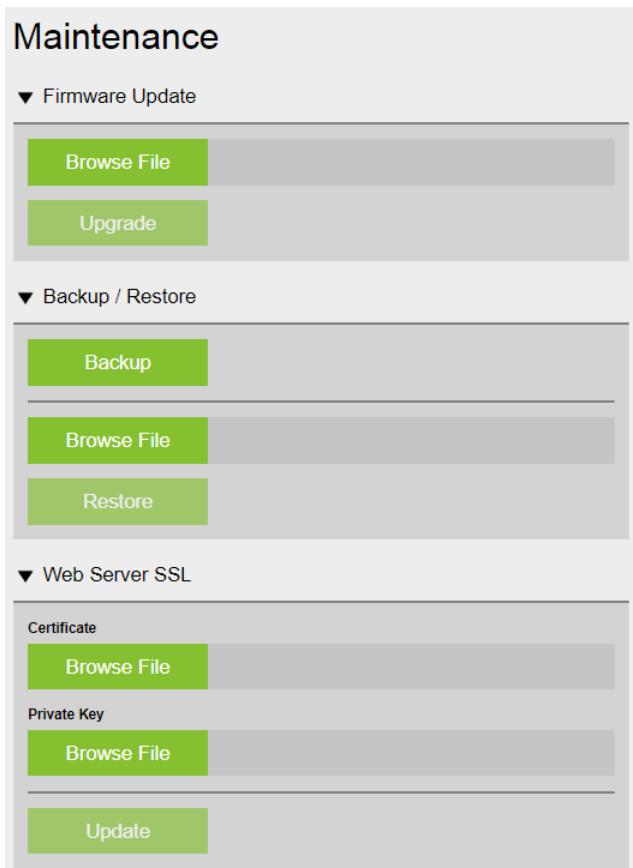 Maintenance
Firmware Update
Browse File
Upgrade
Backup / Restore
Backup
Browse File
Restore
Web Server SSL
Certificate
Browse File
Private Key
Browse File
Update